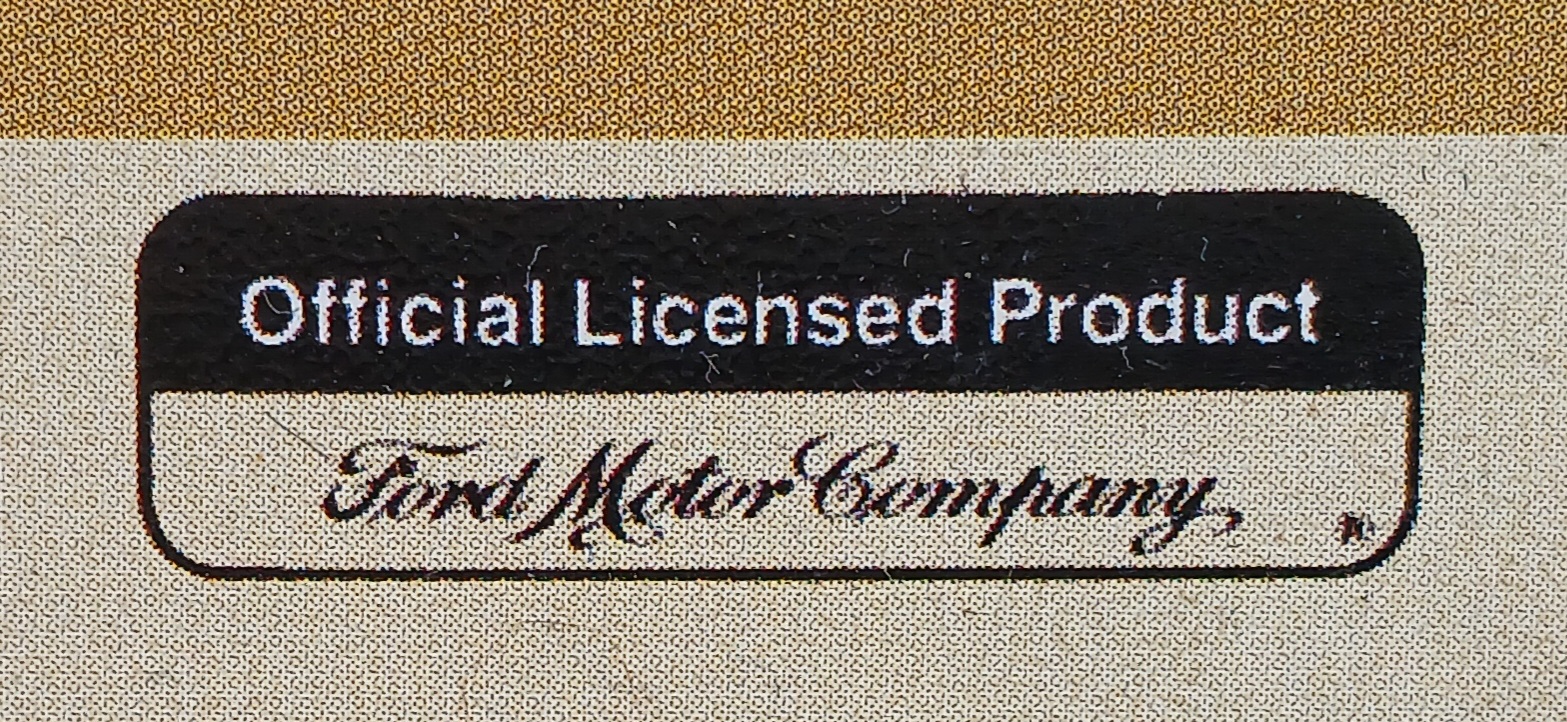 Official Licensed Product
Ford Motor Company,